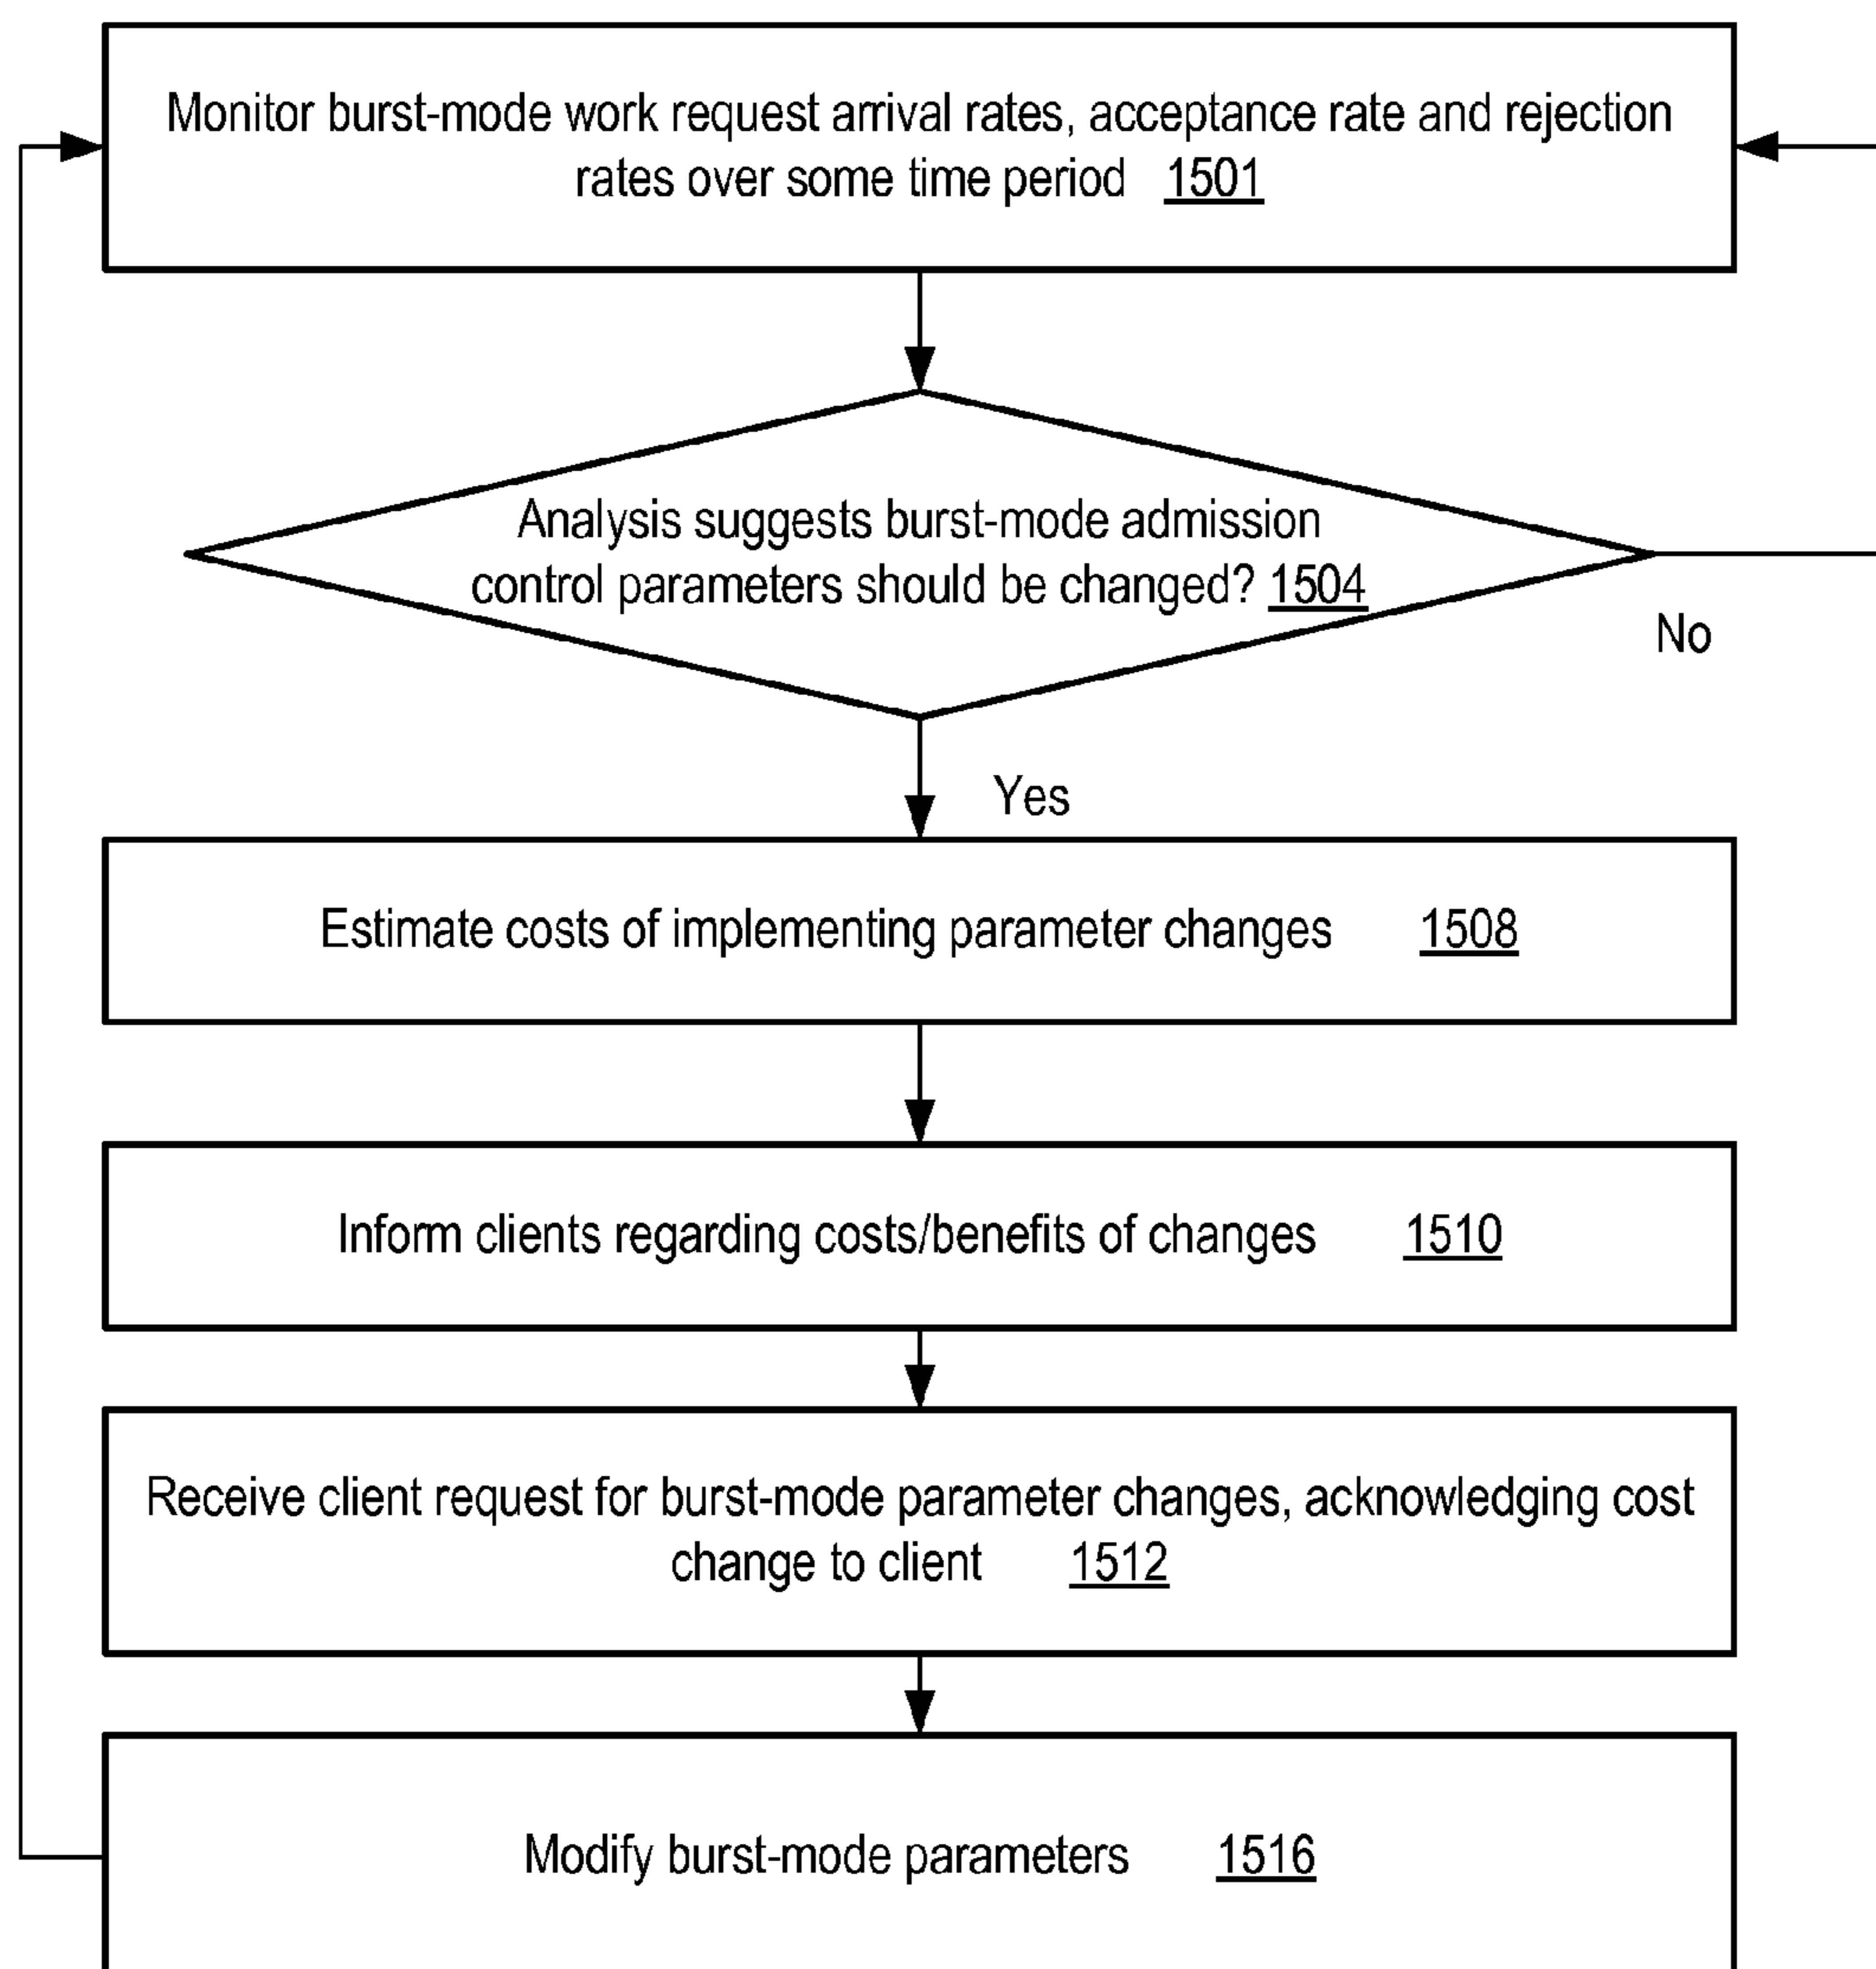 Monitor burst-mode work request arrival rates, acceptance rate and rejection
rates over some time period 1501
Analysis suggests burst-mode admission
control parameters should be changed? 1504
No
Yes
Estimate costs of implementing parameter changes 1508
Inform clients regarding costs/benefits of changes 1510
Receive client request for burst-mode parameter changes, acknowledging cost
change to client 1512
Modify burst-mode parameters 1516